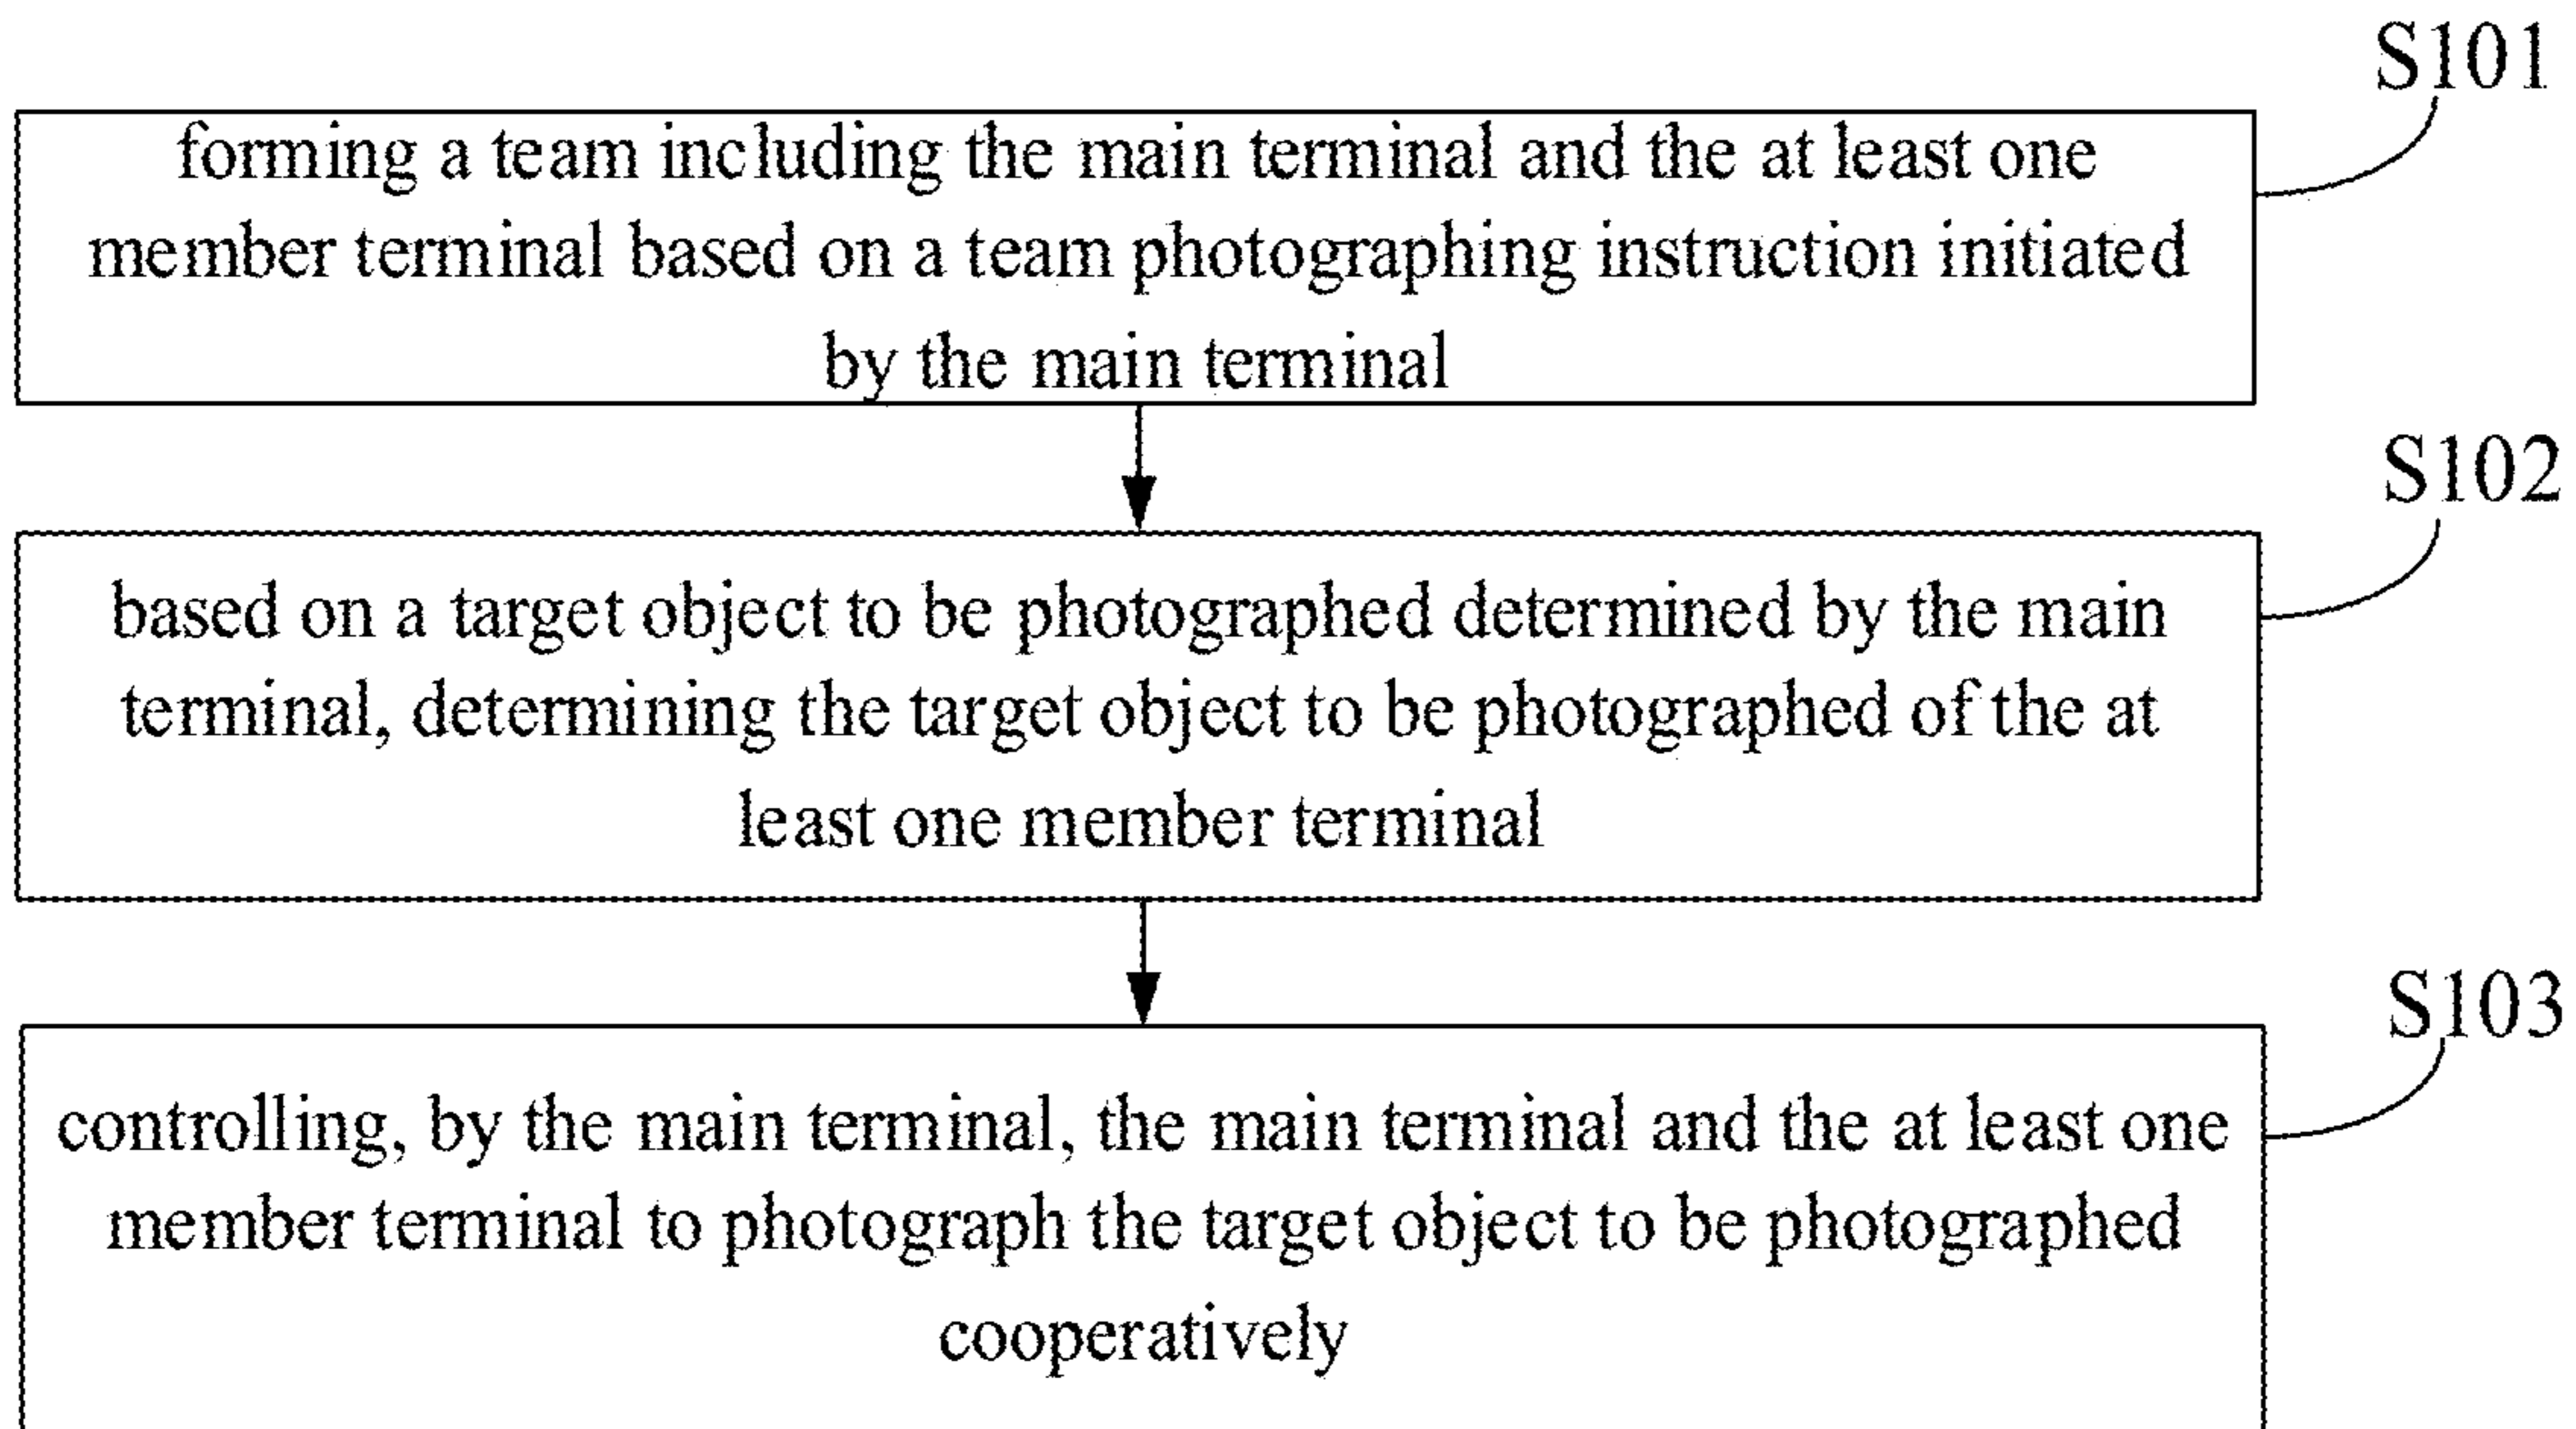 S101
forming a team including the main terminal and the at least one
member terminal based on a team photographing instruction initiated
by the main terminal
S102
based on a target object to be photographed determined by the main
terminal, determining the target object to be photographed of the at
least one member terminal
S103
controlling, by the main terminal, the main terminal and the at least one
member terminal to photograph the target object to be photographed
cooperatively